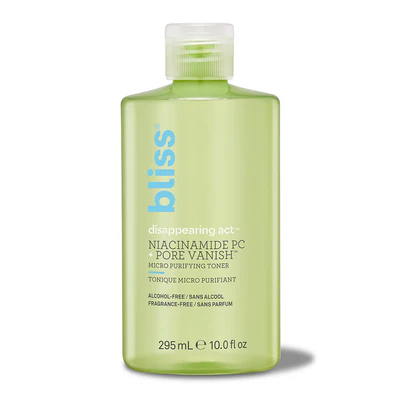 bliss®
disappearing act™
NIACINAMIDE PC
+ PORE VANISH™
MICRO PURIFYING TONER
TONIQUE MICRO PURIFIANT
ALCOHOL-FREE / SANS ALCOOL
FRAGRANCE-FREE / SANS PARFUM
295 mL ℮ 10.0 fl oz